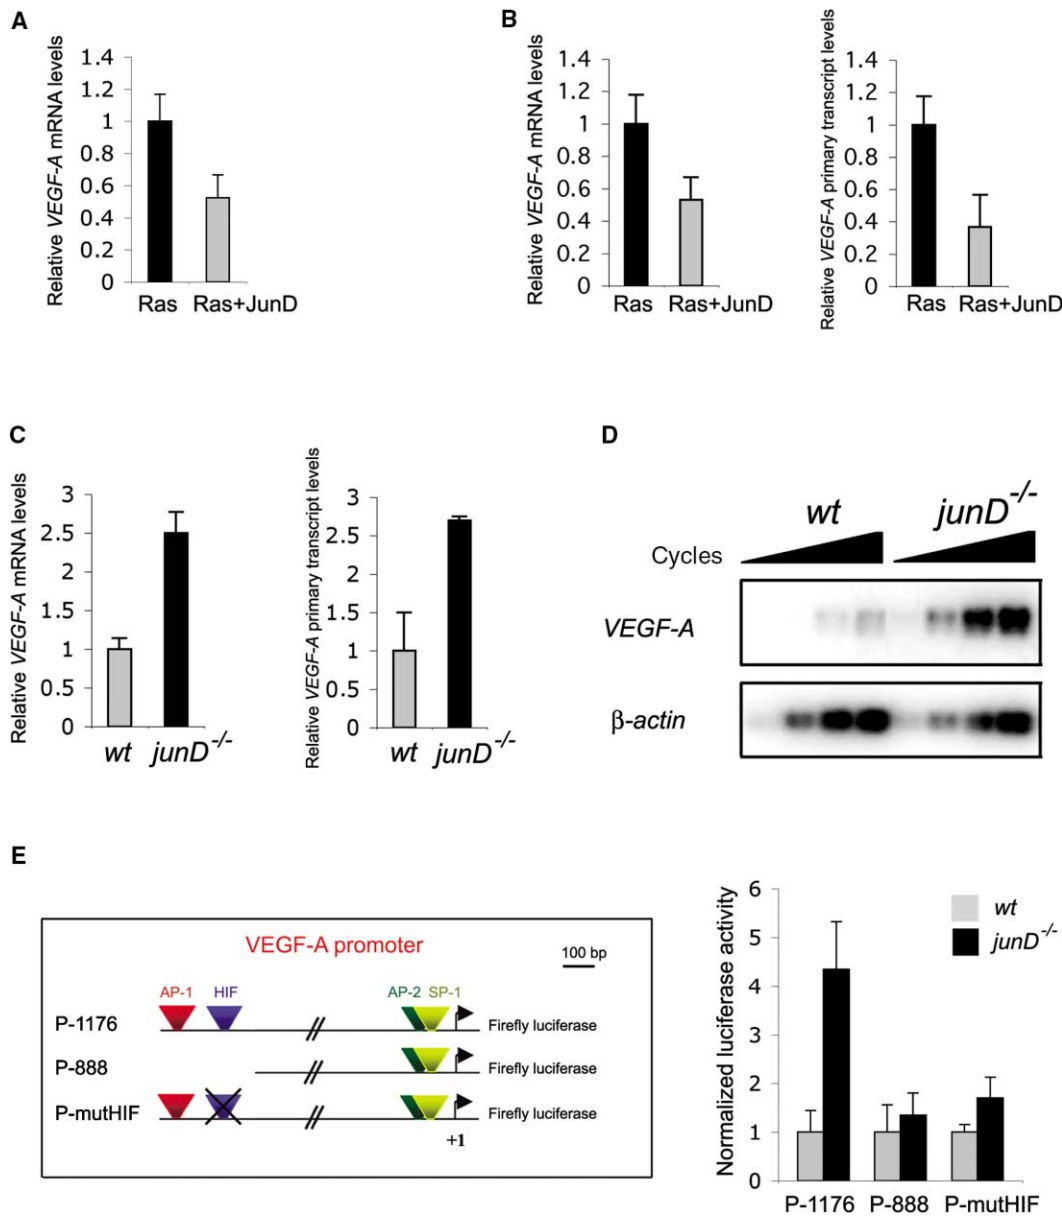 A
Relative VEGF-A mRNA levels
1.4
1.2
1
0.8
0.6
0.4
0.2
0
Ras Ras+JunD
B
Relative VEGF-A mRNA levels
1.4
1.2
1
0.8
0.6
0.4
0.2
0
Ras Ras+JunD
Relative VEGF-A primary transcript levels
1.4
1.2
1
0.8
0.6
0.4
0.2
0
Ras Ras+JunD
C
Relative VEGF-A mRNA levels
3
2.5
2
1.5
1
0.5
0
wt junD-/-
Relative VEGF-A primary transcript levels
3
2.5
2
1.5
1
0.5
0
wt junD-/-
D
wt junD-/-
Cycles
VEGF-A
β-actin
E
VEGF-A promoter
100 bp
AP-1 HIF AP-2 SP-1
P-1176 Firefly luciferase
P-888 Firefly luciferase
P-mutHIF Firefly luciferase
+1
Normalized luciferase activity
6
5
4
3
2
1
0
wt
junD-/-
P-1176 P-888 P-mutHIF